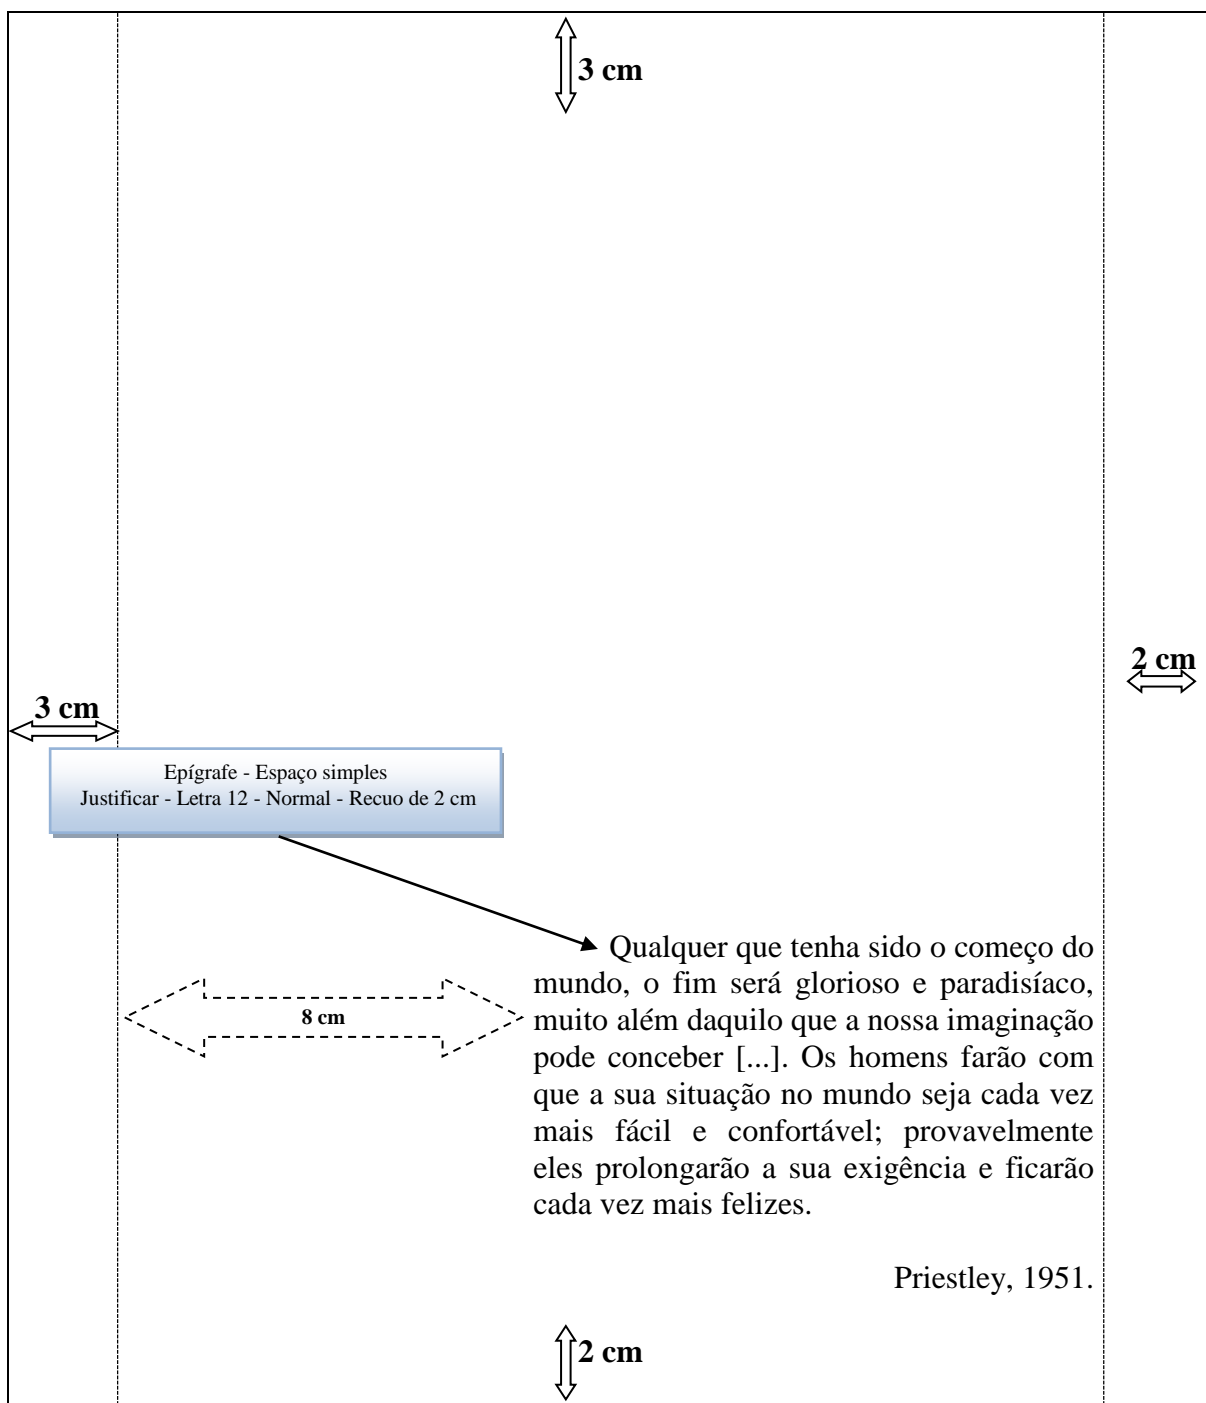 3 cm
2 cm
3 cm
Epígrafe - Espaço simples
Justificar - Letra 12 - Normal - Recuo de 2 cm
Qualquer que tenha sido o começo do
mundo, o fim será glorioso e paradisíaco,
8 cm
muito além daquilo que a nossa imaginação
pode conceber [...]. Os homens farão com
que a sua situação no mundo seja cada vez
mais fácil e confortável; provavelmente
eles prolongarão a sua exigência e ficarão
cada vez mais felizes.
Priestley, 1951.
2 cm